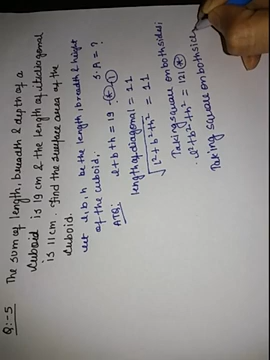 Q:-5 The sum of length, breadth & depth of a
cuboid is 19 cm & the length of its diagonal
is 11 cm. Find the surface area of the
cuboid.
Let l, b, h be the length, breadth & height
of the cuboid, S.A = ?
ATQ: l + b + h = 19 - (*) ①
length of diagonal = 11
√l²+b²+h² = 11
Taking square on both sides;
l²+b²+h² = 121 (*)
Taking square on both side